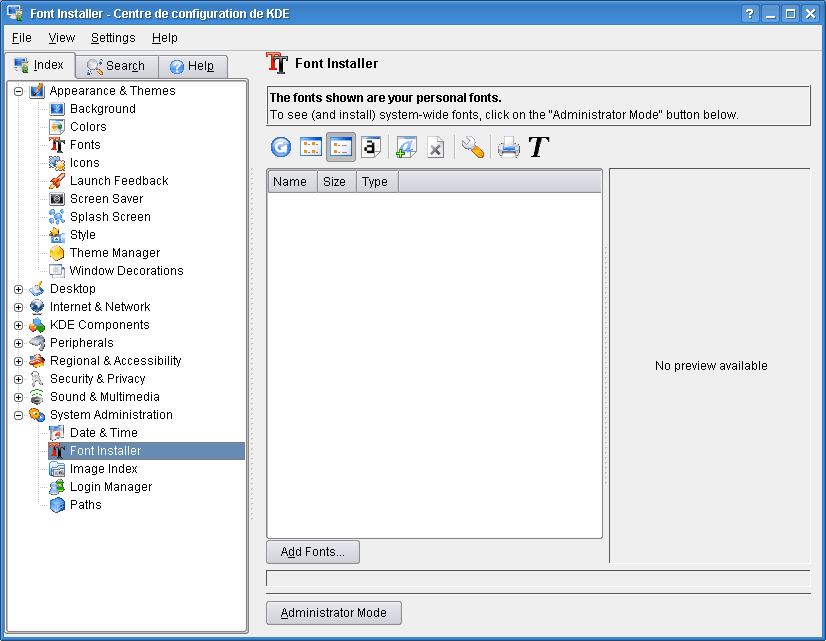 Font Installer - Centre de configuration de KDE
File View Settings Help
Index Search Help
Appearance & Themes
Background
Colors
Fonts
Icons
Launch Feedback
Screen Saver
Splash Screen
Style
Theme Manager
Window Decorations
Desktop
Internet & Network
KDE Components
Peripherals
Regional & Accessibility
Security & Privacy
Sound & Multimedia
System Administration
Date & Time
Font Installer
Image Index
Login Manager
Paths
Font Installer
The fonts shown are your personal fonts.
To see (and install) system-wide fonts, click on the "Administrator Mode" button below.
Name Size Type
No preview available
Add Fonts...
Administrator Mode